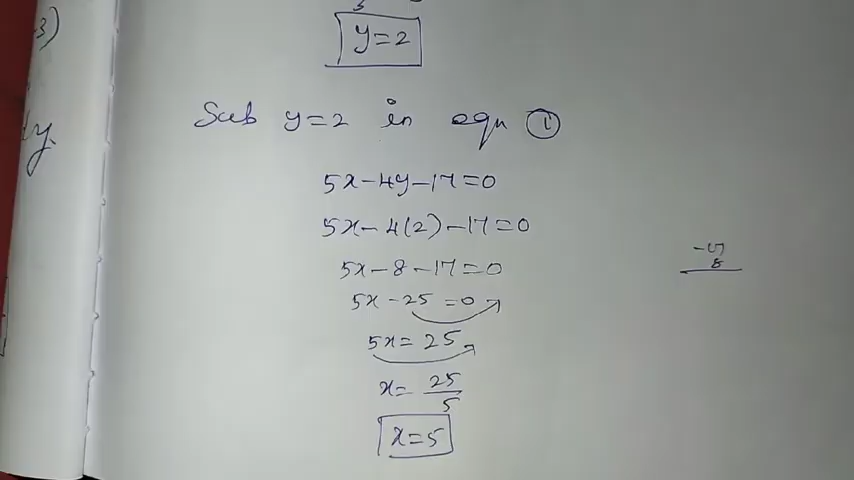 3)
y=2
Sub y=2 in eqn ①
ty.
5x-4y-17=0
5x-4(2)-17=0
5x-8-17=0
-17
8
5x-25=0
5x=25
x=25/5
x=5